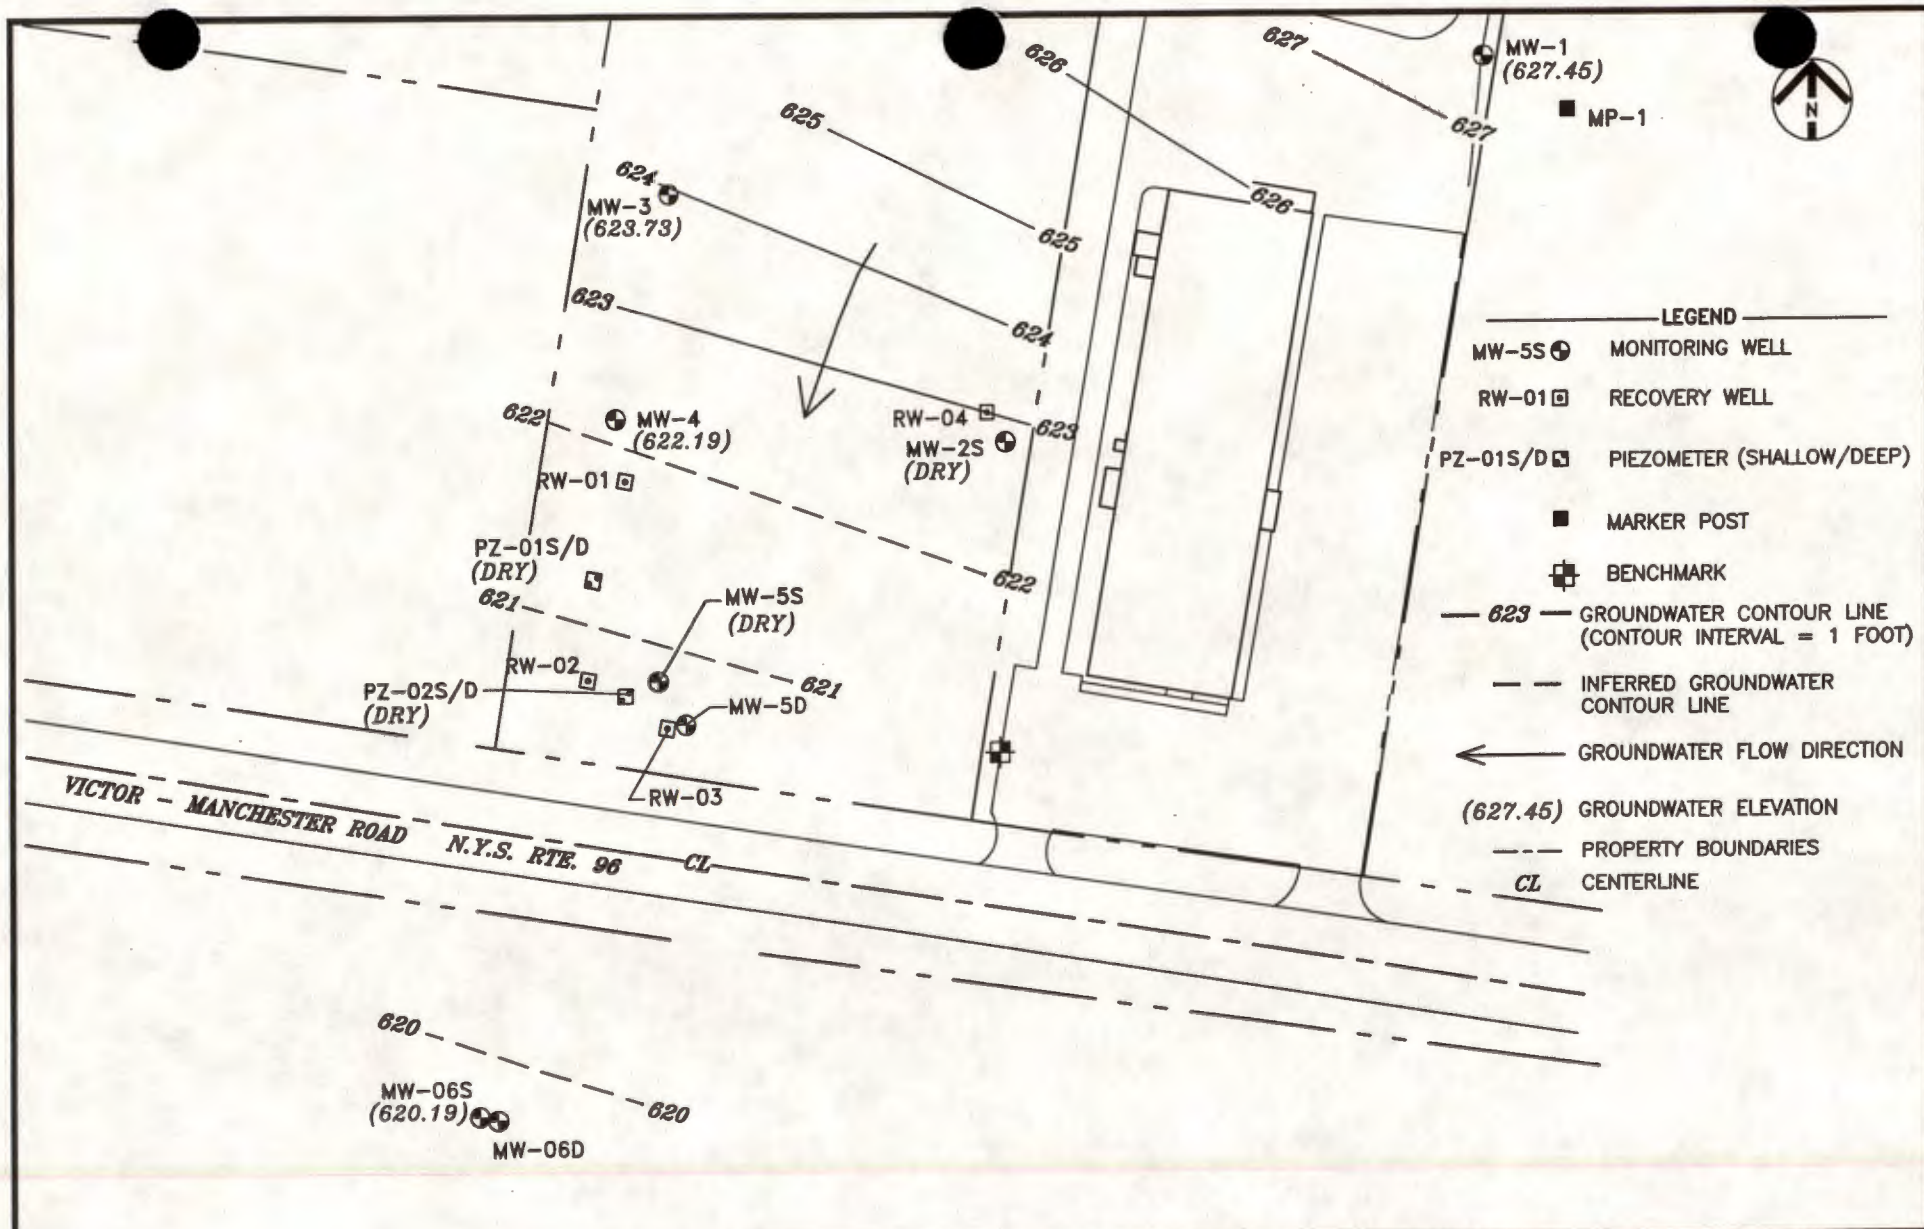 627
MW-1
(627.45)
626
MP-1
N
625
627
624
MW-3
(623.73)
626
625
623
624
LEGEND
MW-5S MONITORING WELL
RW-01 RECOVERY WELL
PZ-01S/D PIEZOMETER (SHALLOW/DEEP)
MARKER POST
BENCHMARK
623 GROUNDWATER CONTOUR LINE
(CONTOUR INTERVAL = 1 FOOT)
INFERRED GROUNDWATER
CONTOUR LINE
GROUNDWATER FLOW DIRECTION
(627.45) GROUNDWATER ELEVATION
PROPERTY BOUNDARIES
CL CENTERLINE
622
MW-4
(622.19)
RW-04
623
MW-2S
(DRY)
RW-01
PZ-01S/D
(DRY)
622
621
MW-5S
(DRY)
RW-02
621
PZ-02S/D
(DRY)
MW-5D
RW-03
VICTOR - MANCHESTER ROAD N.Y.S. RTE. 96 CL
620
MW-06S
(620.19)
620
MW-06D